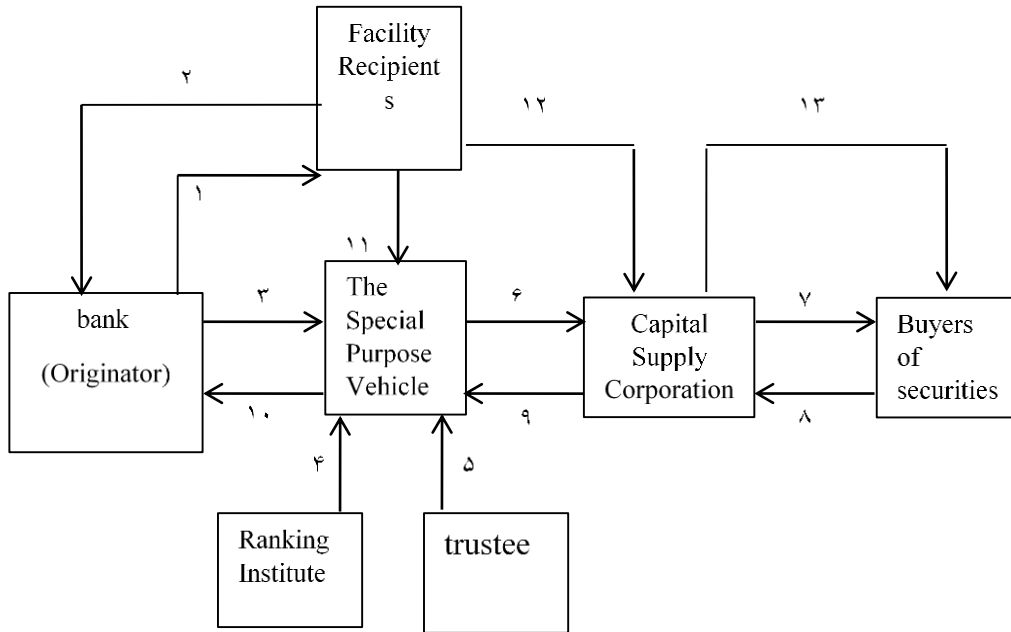 Facility
Recipient
s
۲
۱۲
۱۳
۱
۱۱
bank
(Originator)
۳
The
Special
Purpose
Vehicle
۶
Capital
Supply
Corporation
۷
Buyers
of
securities
۱۰
۹
۸
۴
۵
Ranking
Institute
trustee